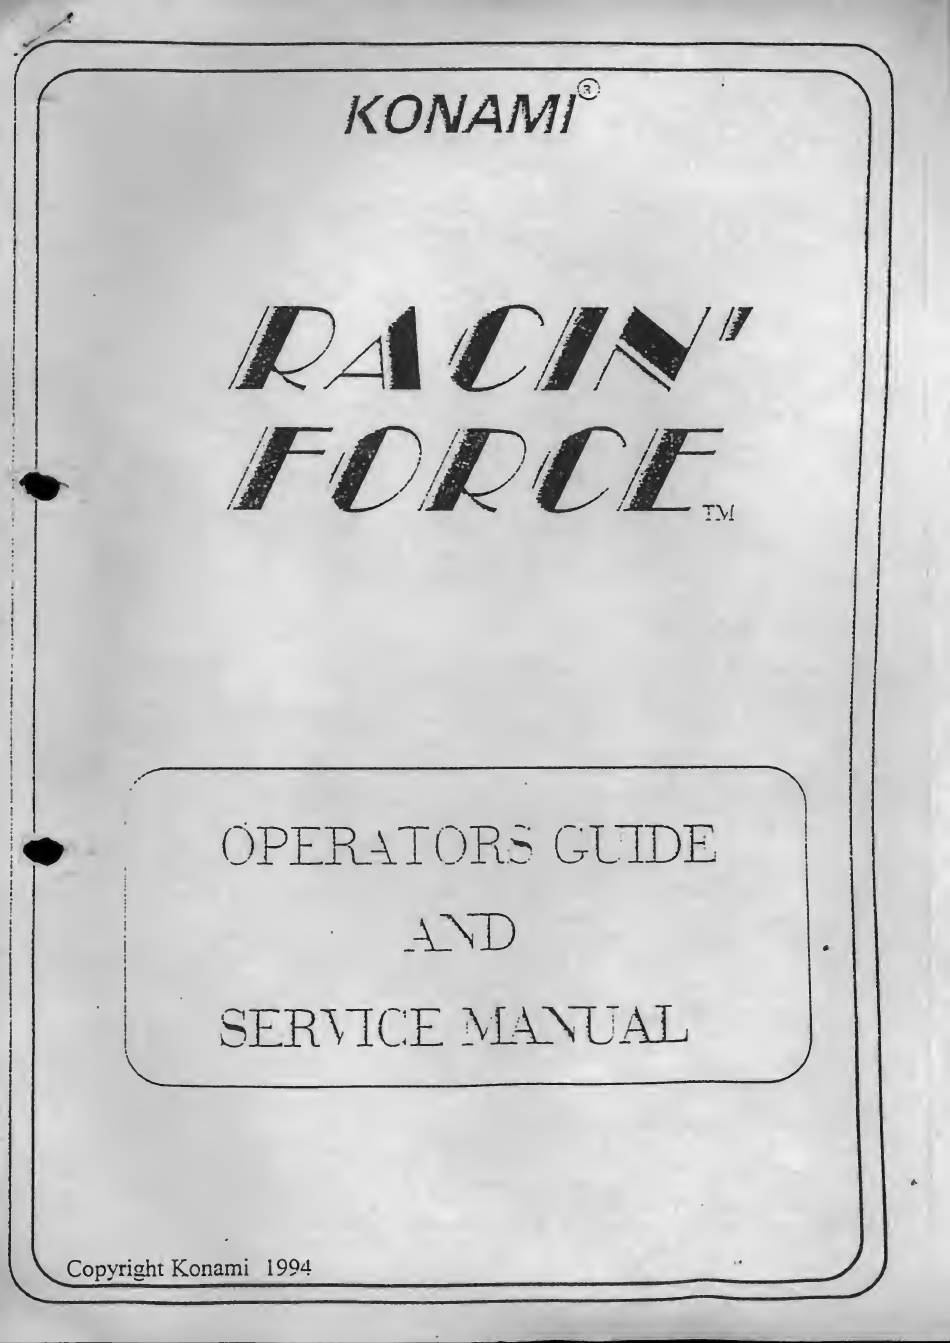 KONAMI®
RACIN'
FORCE™
OPERATORS GUIDE
AND
SERVICE MANUAL
Copyright Konami 1994